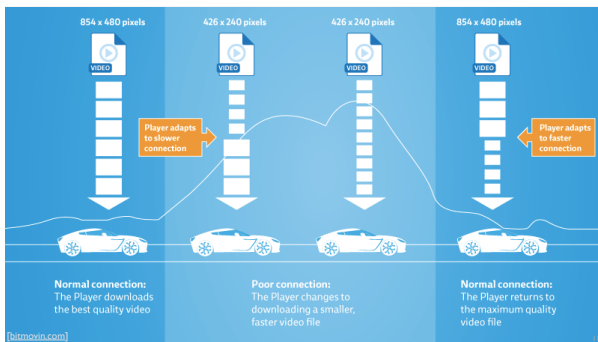 854 x 480 pixels
426 x 240 pixels
426 x 240 pixels
854 x 480 pixels
VIDEO
VIDEO
VIDEO
VIDEO
Player adapts
to slower
connection
Player adapts
to faster
connection
Normal connection:
The Player downloads
the best quality video
Poor connection:
The Player changes to
downloading a smaller,
faster video file
Normal connection:
The Player returns to
the maximum quality
video file
[bitmovin.com]